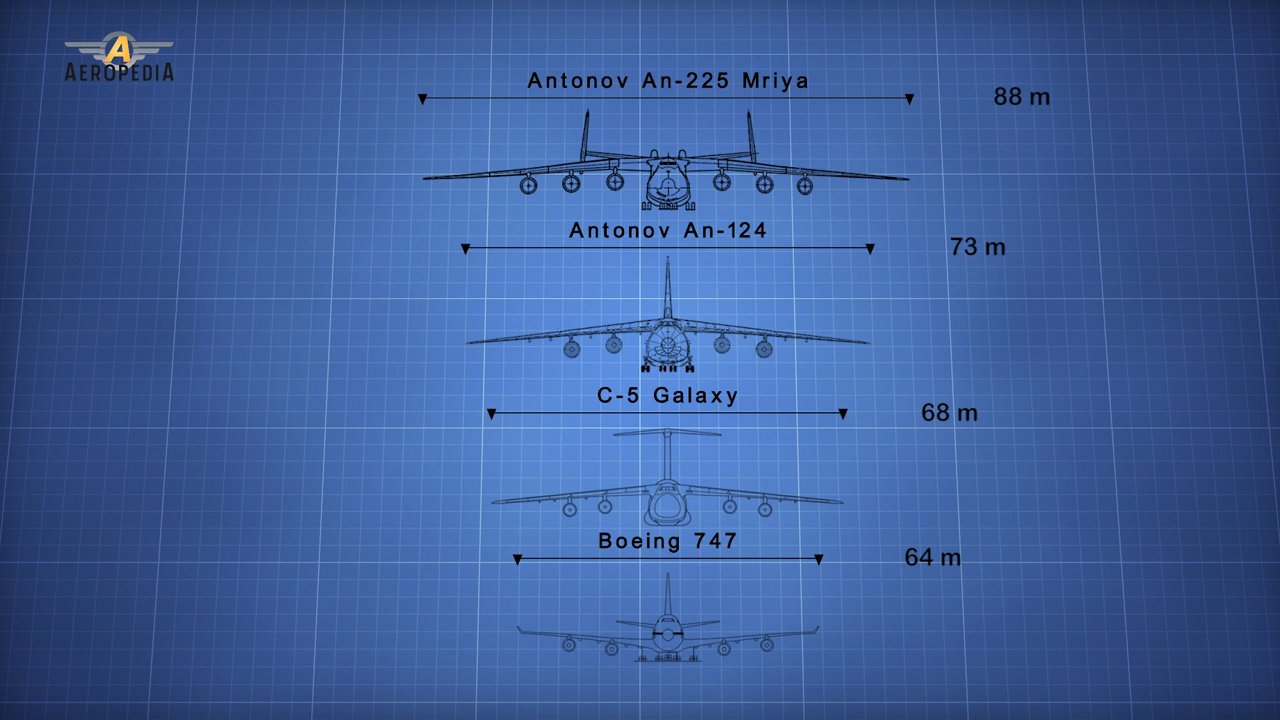 A
AEROPEDIA
Antonov An-225 Mriya
88 m
Antonov An-124
73 m
C-5 Galaxy
68 m
Boeing 747
64 m